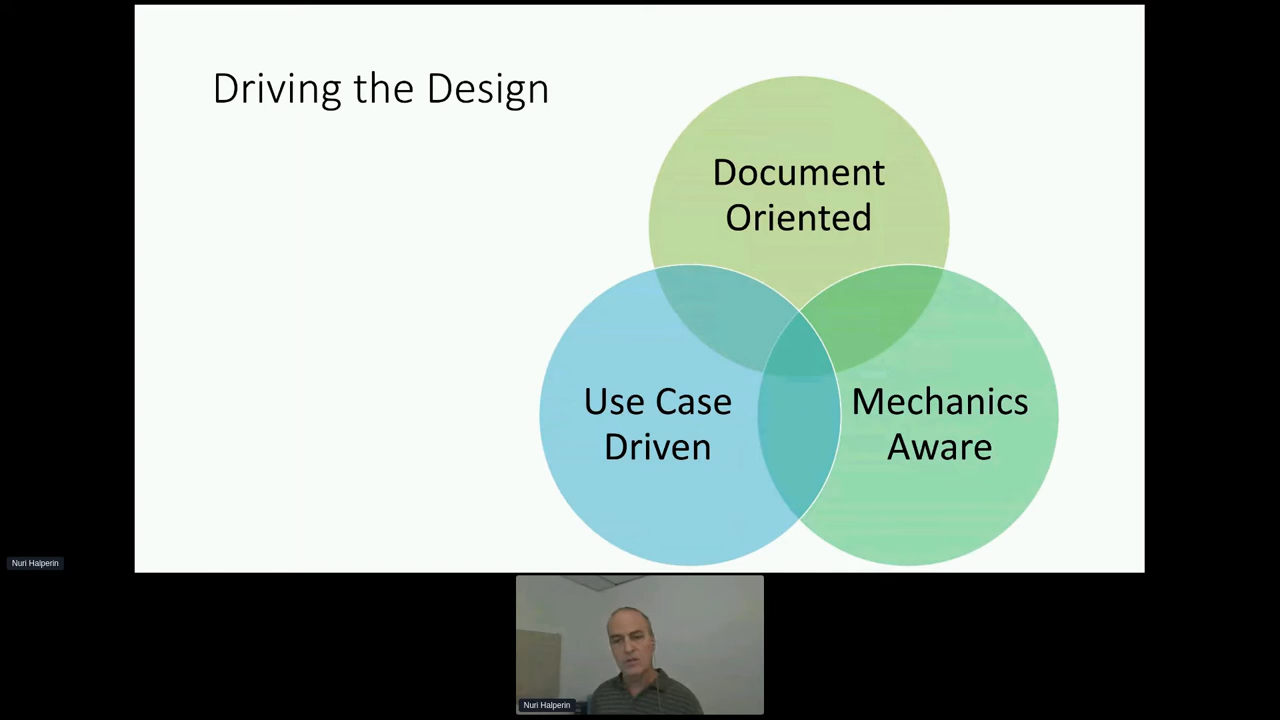 Driving the Design
Document
Oriented
Use Case
Driven
Mechanics
Aware
Nuri Halperin
Nuri Halperin